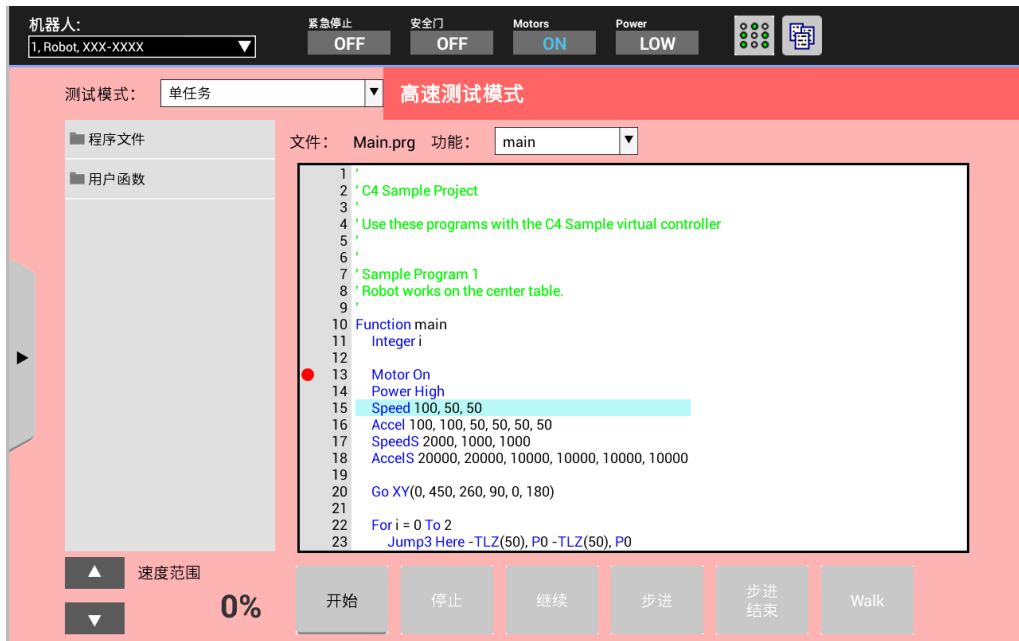 机器人:
1, Robot, XXX-XXXX
紧急停止
OFF
安全门
OFF
Motors
ON
Power
LOW
测试模式：
单任务
高速测试模式
程序文件
用户函数
文件：
Main.prg
功能：
main
1 '
2 ' C4 Sample Project
3 '
4 ' Use these programs with the C4 Sample virtual controller
5 '
6 '
7 ' Sample Program 1
8 ' Robot works on the center table.
9 '
10 Function main
11 Integer i
12
13 Motor On
14 Power High
15 Speed 100, 50, 50
16 Accel 100, 100, 50, 50, 50, 50
17 SpeedS 2000, 1000, 1000
18 AccelS 20000, 20000, 10000, 10000, 10000, 10000
19
20 Go XY(0, 450, 260, 90, 0, 180)
21
22 For i = 0 To 2
23 Jump3 Here -TLZ(50), P0 -TLZ(50), P0
速度范围
0%
开始
停止
继续
步进
步进
结束
Walk